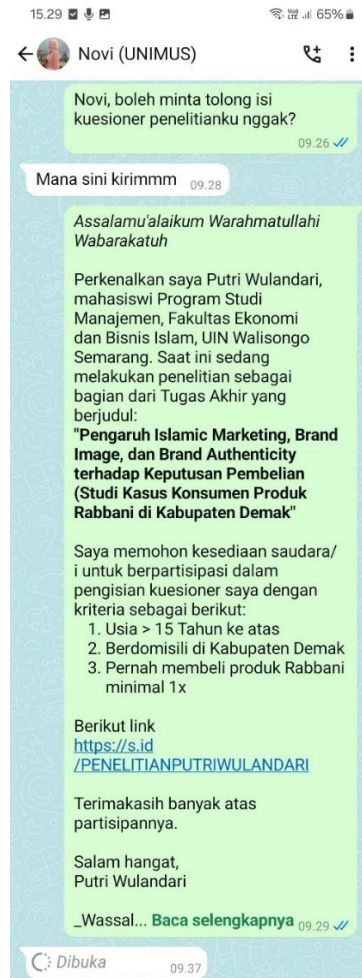 15.29 65%
Novi (UNIMUS)
Novi, boleh minta tolong isi
kuesioner penelitianku nggak?
09.26
Mana sini kirimmm 09.28
Assalamu'alaikum Warahmatullahi
Wabarakatuh
Perkenalkan saya Putri Wulandari,
mahasiswi Program Studi
Manajemen, Fakultas Ekonomi
dan Bisnis Islam, UIN Walisongo
Semarang. Saat ini sedang
melakukan penelitian sebagai
bagian dari Tugas Akhir yang
berjudul:
"Pengaruh Islamic Marketing, Brand
Image, dan Brand Authenticity
terhadap Keputusan Pembelian
(Studi Kasus Konsumen Produk
Rabbani di Kabupaten Demak"
Saya memohon kesediaan saudara/
i untuk berpartisipasi dalam
pengisian kuesioner saya dengan
kriteria sebagai berikut:
1. Usia > 15 Tahun ke atas
2. Berdomisili di Kabupaten Demak
3. Pernah membeli produk Rabbani
minimal 1x
Berikut link
https://s.id
/PENELITIANPUTRIWULANDARI
Terimakasih banyak atas
partisipannya.
Salam hangat,
Putri Wulandari
_Wassal... Baca selengkapnya 09.29
Dibuka 09.37